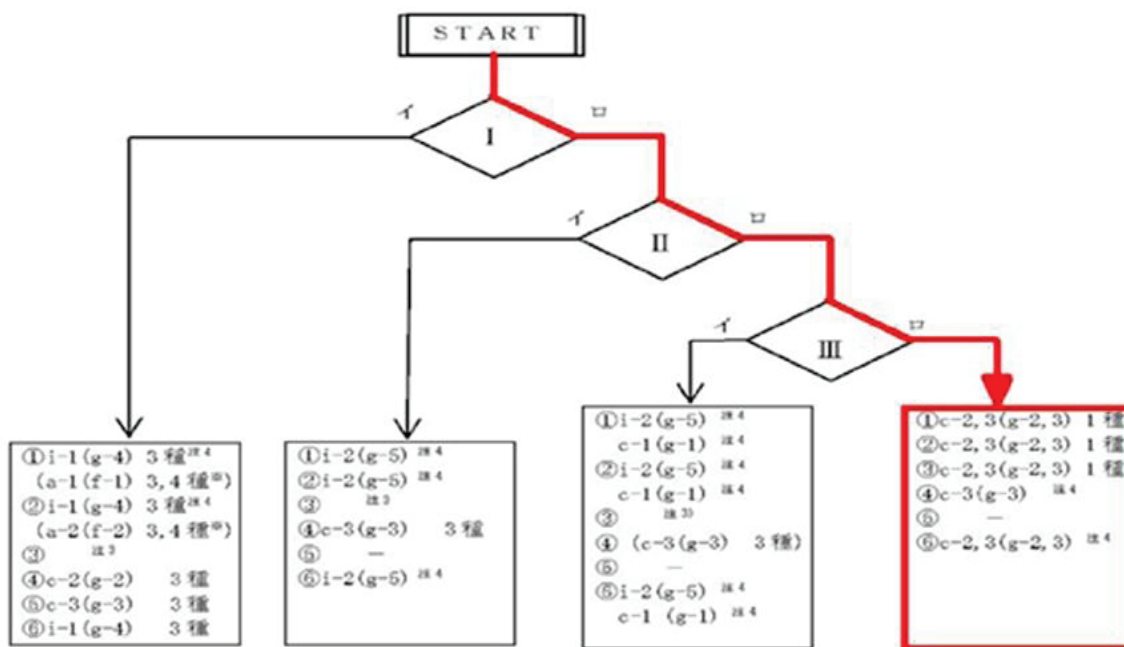 START
イ
ロ
I
イ
ロ
II
イ
ロ
III
①i-1(g-4) 3種注4
(a-1(f-1) 3,4種※)
②i-1(g-4) 3種注4
(a-2(f-2) 3,4種※)
③ 注3
④c-2(g-2) 3種
⑤c-3(g-3) 3種
⑥i-1(g-4) 3種
①i-2(g-5) 注4
②i-2(g-5) 注4
③ 注3
④c-3(g-3) 3種
⑤ －
⑥i-2(g-5) 注4
①i-2(g-5) 注4
c-1(g-1) 注4
②i-2(g-5) 注4
c-1(g-1) 注4
③ 注3)
④ (c-3(g-3) 3種)
⑤ －
⑥i-2(g-5) 注4
c-1 (g-1) 注4
①c-2,3(g-2,3) 1種
②c-2,3(g-2,3) 1種
③c-2,3(g-2,3) 1種
④c-3(g-3) 注4
⑤ －
⑥c-2,3(g-2,3) 注4